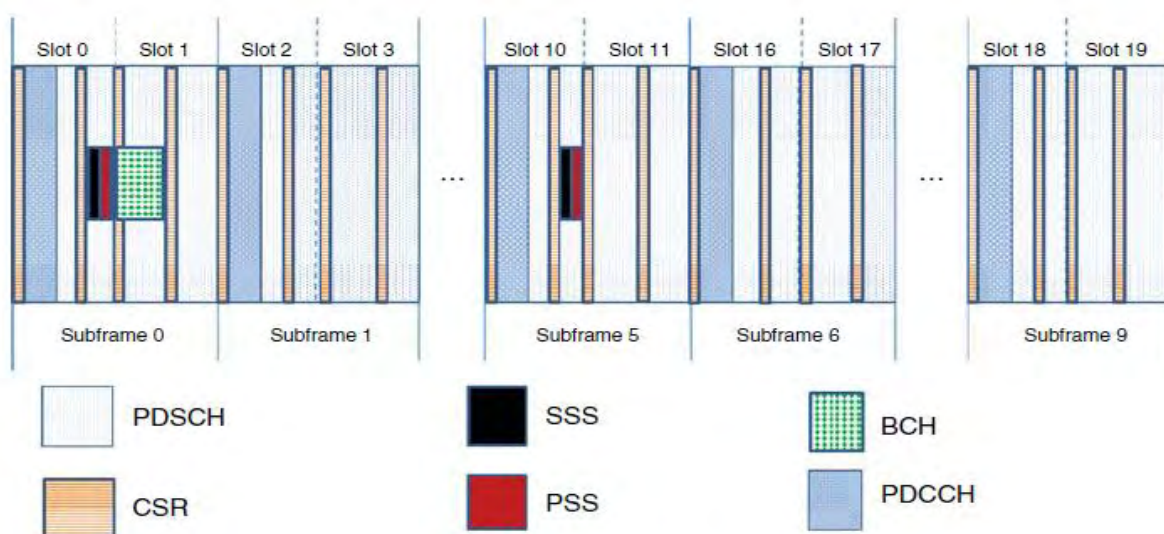 Slot 0 Slot 1 Slot 2 Slot 3 Slot 10 Slot 11 Slot 16 Slot 17 Slot 18 Slot 19
... ...
Subframe 0 Subframe 1 Subframe 5 Subframe 6 Subframe 9
PDSCH SSS BCH
CSR PSS PDCCH